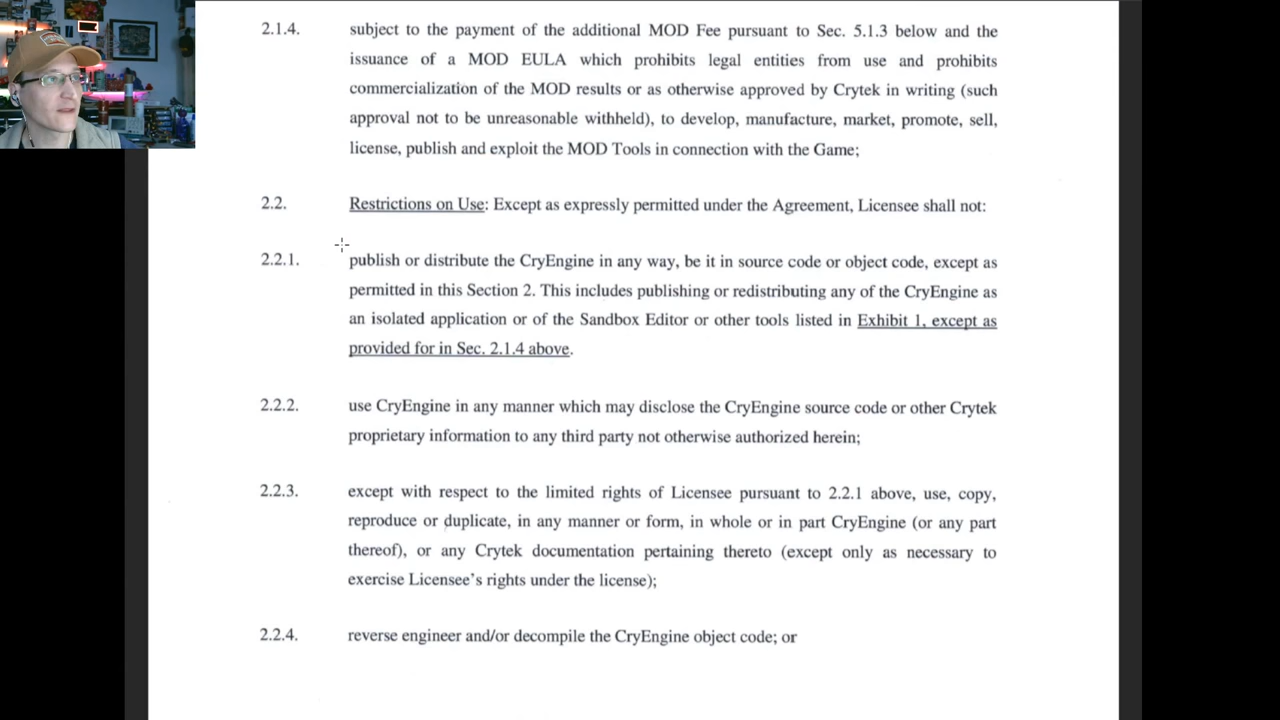 2.1.4. subject to the payment of the additional MOD Fee pursuant to Sec. 5.1.3 below and the
issuance of a MOD EULA which prohibits legal entities from use and prohibits
commercialization of the MOD results or as otherwise approved by Crytek in writing (such
approval not to be unreasonable withheld), to develop, manufacture, market, promote, sell,
license, publish and exploit the MOD Tools in connection with the Game;
2.2. Restrictions on Use: Except as expressly permitted under the Agreement, Licensee shall not:
2.2.1. publish or distribute the CryEngine in any way, be it in source code or object code, except as
permitted in this Section 2. This includes publishing or redistributing any of the CryEngine as
an isolated application or of the Sandbox Editor or other tools listed in Exhibit 1, except as
provided for in Sec. 2.1.4 above.
2.2.2. use CryEngine in any manner which may disclose the CryEngine source code or other Crytek
proprietary information to any third party not otherwise authorized herein;
2.2.3. except with respect to the limited rights of Licensee pursuant to 2.2.1 above, use, copy,
reproduce or duplicate, in any manner or form, in whole or in part CryEngine (or any part
thereof), or any Crytek documentation pertaining thereto (except only as necessary to
exercise Licensee's rights under the license);
2.2.4. reverse engineer and/or decompile the CryEngine object code; or